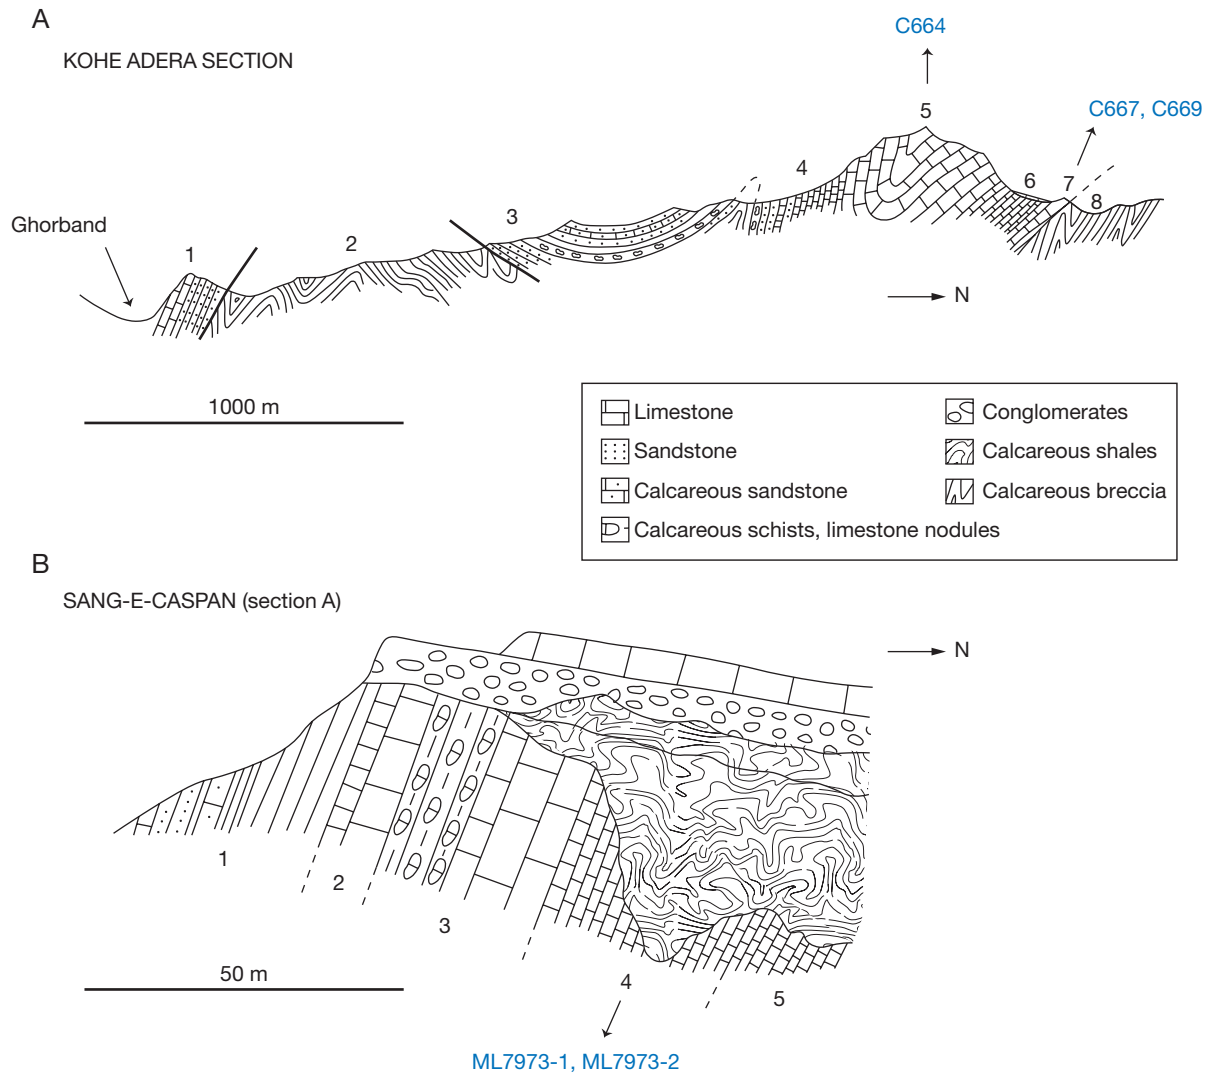 A
KOHE ADERA SECTION
C664
C667, C669
Ghorband
1
2
3
4
5
6
7
8
N
1000 m
Limestone
Sandstone
Calcareous sandstone
Calcareous schists, limestone nodules
Conglomerates
Calcareous shales
Calcareous breccia
B
SANG-E-CASPAN (section A)
N
1
2
3
4
5
50 m
ML7973-1, ML7973-2